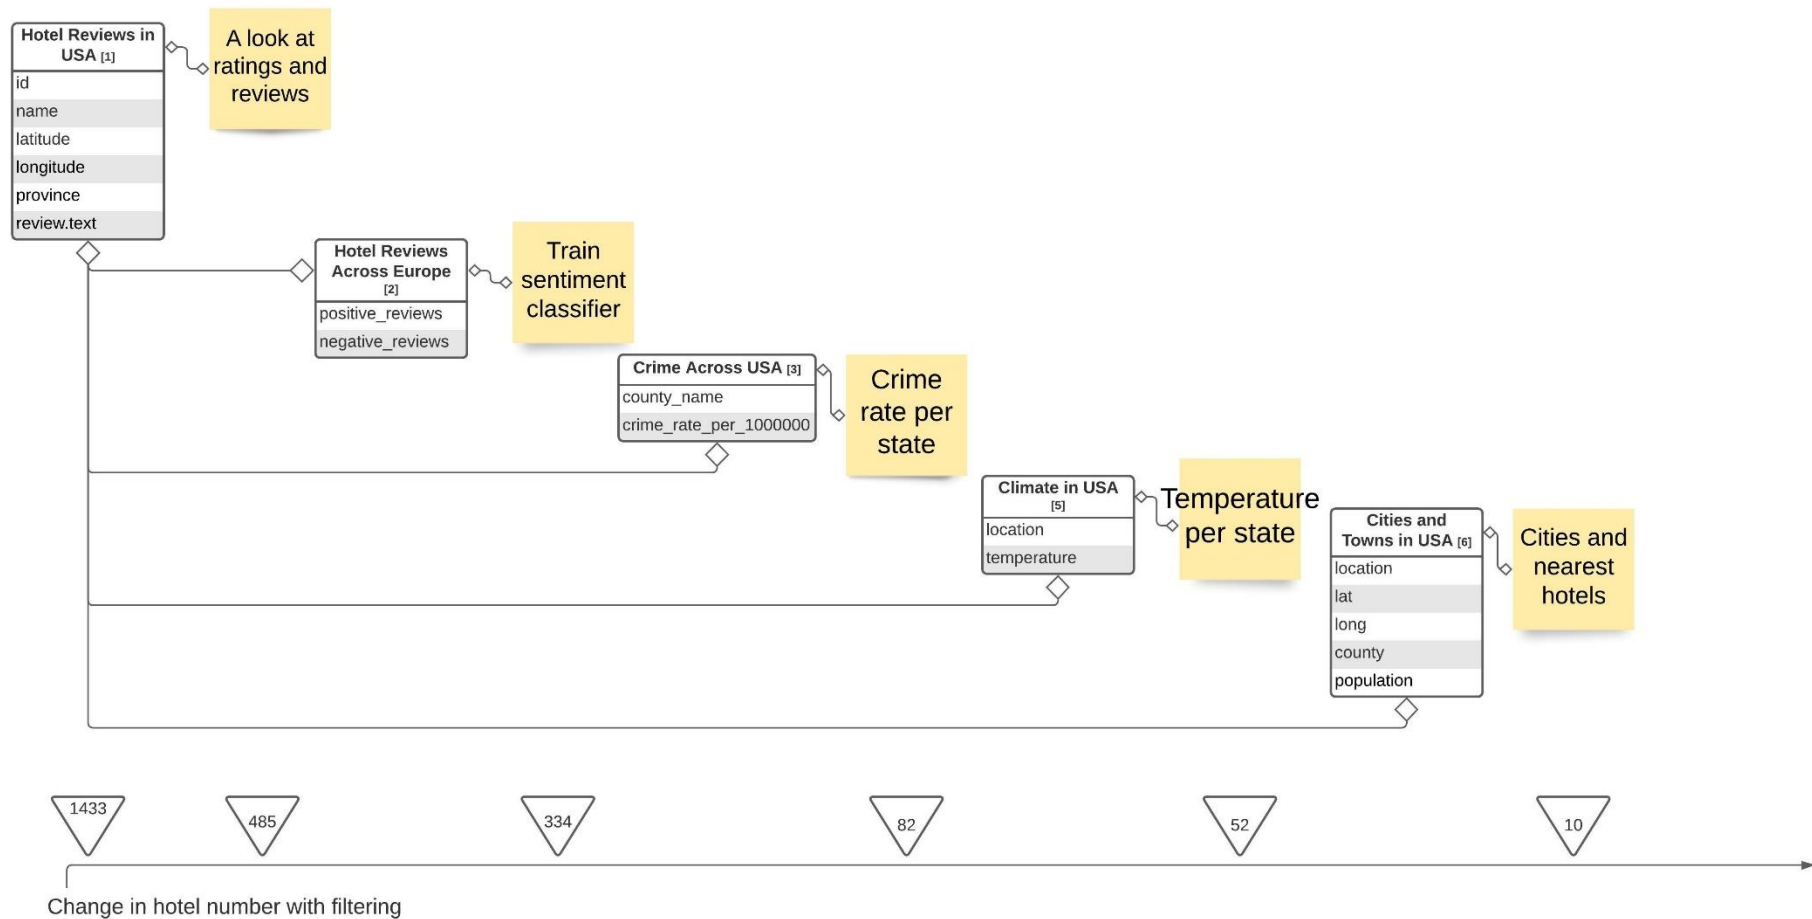 Hotel Reviews in
USA [1]
id
name
latitude
longitude
province
review.text
A look at
ratings and
reviews
Hotel Reviews
Across Europe
[2]
positive_reviews
negative_reviews
Train
sentiment
classifier
Crime Across USA [3]
county_name
crime_rate_per_1000000
Crime
rate per
state
Climate in USA
[5]
location
temperature
Temperature
per state
Cities and
Towns in USA [6]
location
lat
long
county
population
Cities and
nearest
hotels
1433
485
334
82
52
10
Change in hotel number with filtering